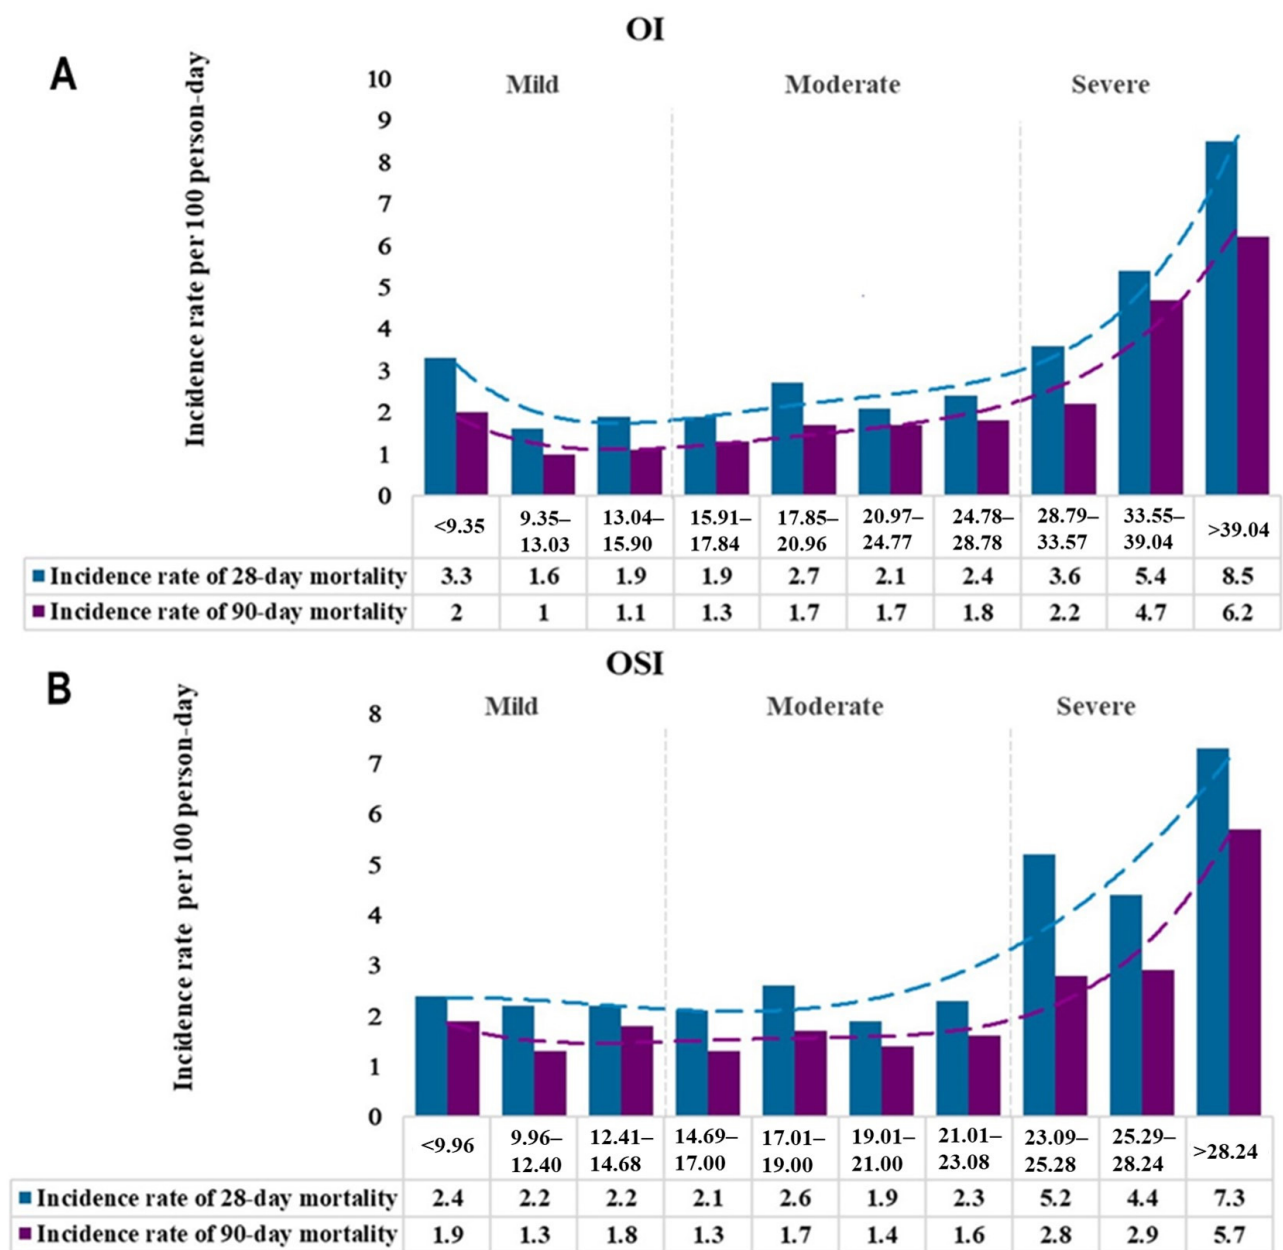 OI
A
Incidence rate per 100 person-day
Mild Moderate Severe
10
9
8
7
6
5
4
3
2
1
0
<9.35 9.35– 13.04– 15.91– 17.85– 20.97– 24.78– 28.79– 33.55– >39.04
13.03 15.90 17.84 20.96 24.77 28.78 33.57 39.04
Incidence rate of 28-day mortality 3.3 1.6 1.9 1.9 2.7 2.1 2.4 3.6 5.4 8.5
Incidence rate of 90-day mortality 2 1 1.1 1.3 1.7 1.7 1.8 2.2 4.7 6.2
OSI
B
Incidence rate per 100 person-day
Mild Moderate Severe
8
7
6
5
4
3
2
1
0
<9.96 9.96– 12.41– 14.69– 17.01– 19.01– 21.01– 23.09– 25.29– >28.24
12.40 14.68 17.00 19.00 21.00 23.08 25.28 28.24
Incidence rate of 28-day mortality 2.4 2.2 2.2 2.1 2.6 1.9 2.3 5.2 4.4 7.3
Incidence rate of 90-day mortality 1.9 1.3 1.8 1.3 1.7 1.4 1.6 2.8 2.9 5.7